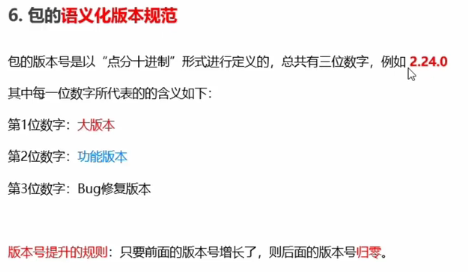 6. 包的语义化版本规范
包的版本号是以“点分十进制”形式进行定义的，总共有三位数字，例如 2.24.0
其中每一位数字所代表的的含义如下：
第1位数字：大版本
第2位数字：功能版本
第3位数字：Bug修复版本
版本号提升的规则：只要前面的版本号增长了，则后面的版本号归零。